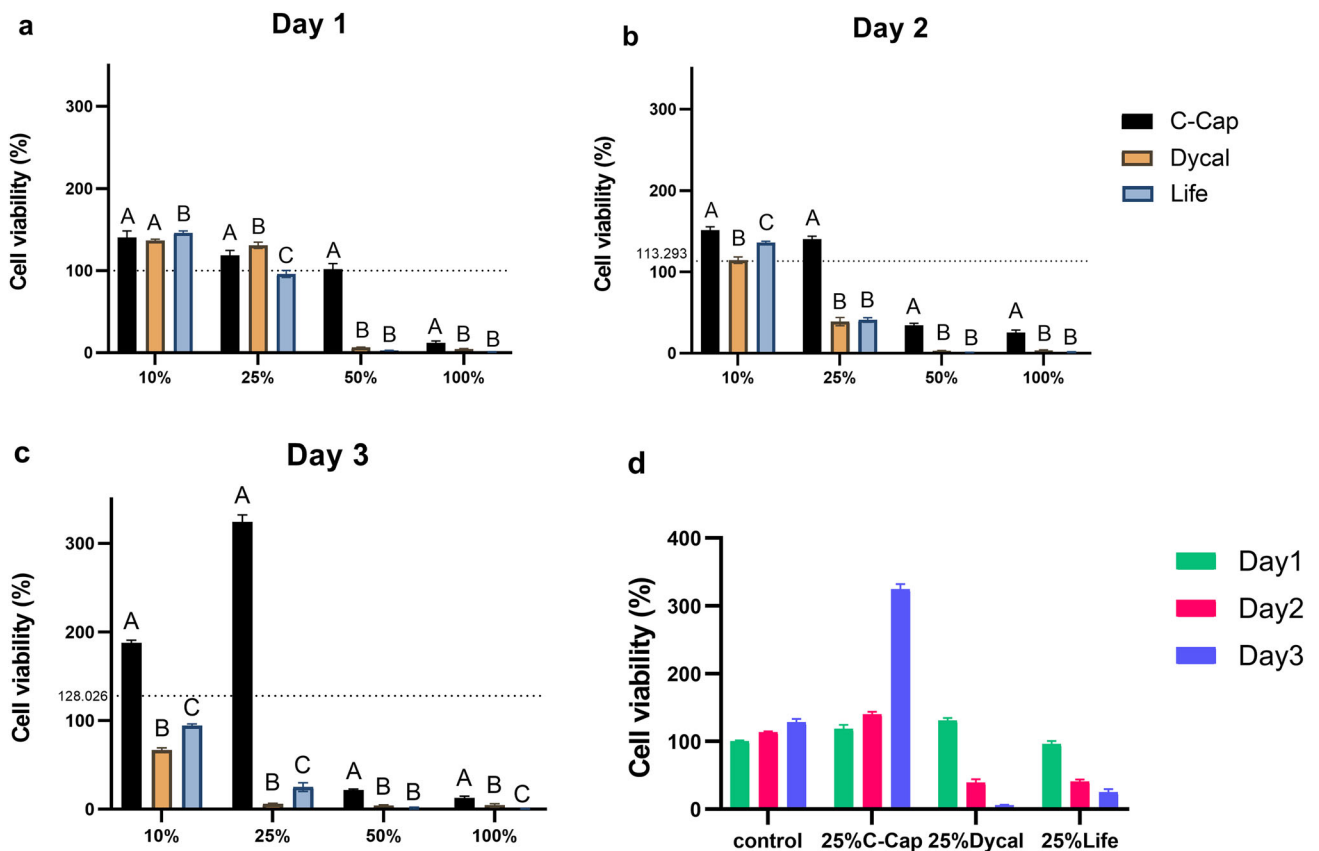 a
Day 1
Cell viability (%)
300
200
100
0
A A B
A B C
A B B
A B B
10% 25% 50% 100%
b
Day 2
Cell viability (%)
300
200
113.293
100
0
A B C
A B B
A B B
A B B
10% 25% 50% 100%
C-Cap
Dycal
Life
c
Day 3
Cell viability (%)
300
200
128.026
100
0
A B C
A B C
A B B
A B C
10% 25% 50% 100%
d
Cell viability (%)
400
300
200
100
0
control 25%C-Cap 25%Dycal 25%Life
Day1
Day2
Day3